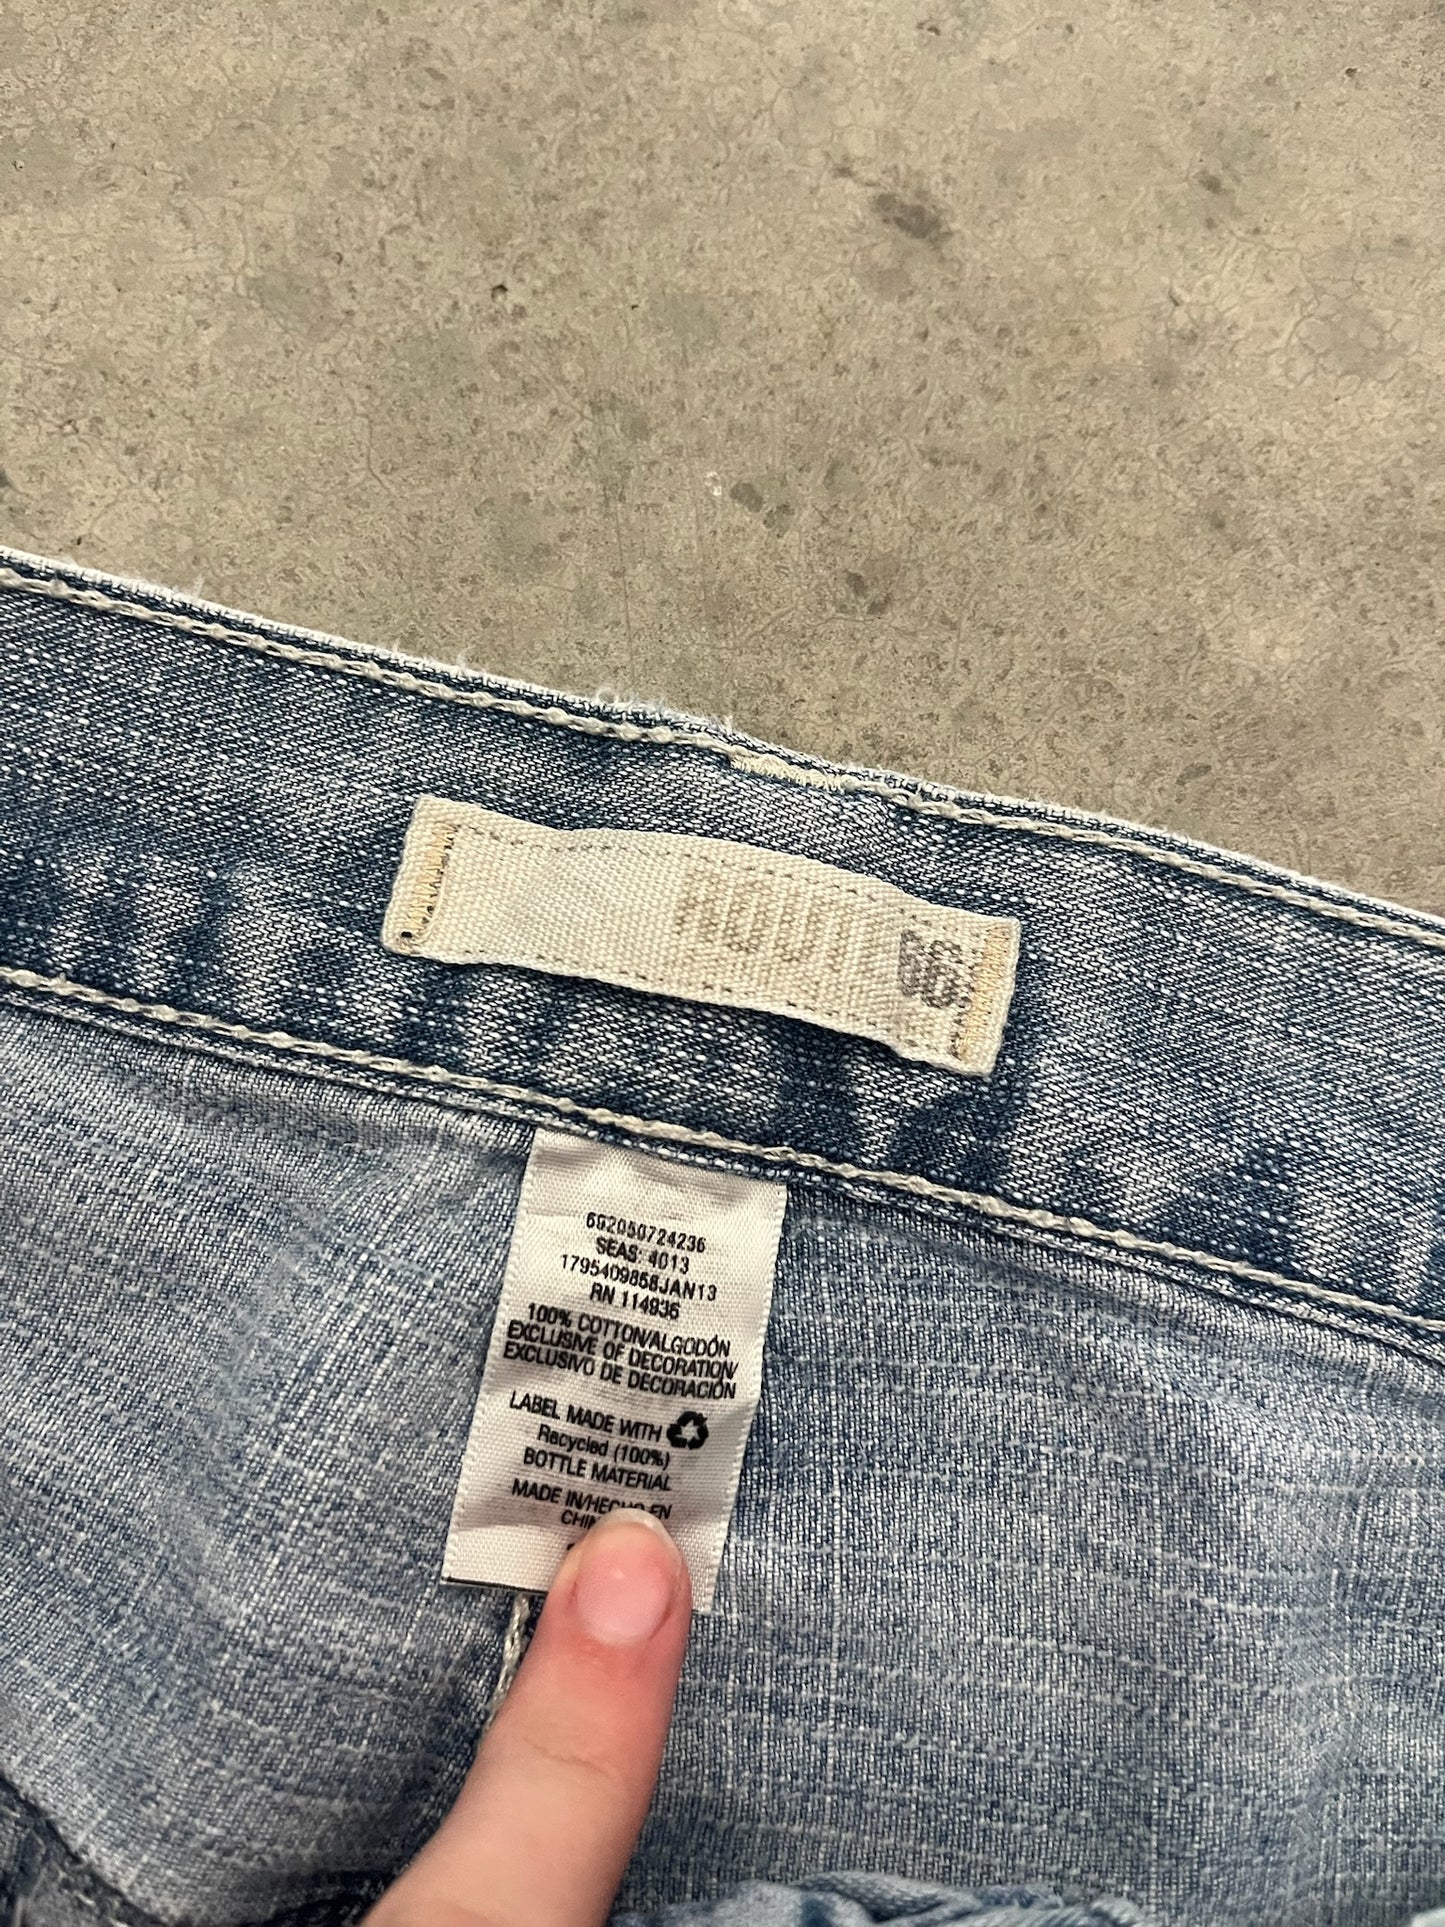 ROUTE
66
692050724236
SEAS: 4013
1795409868JAN13
RN 114936
100% COTTON/ALGODÓN
EXCLUSIVE OF DECORATION/
EXCLUSIVO DE DECORACIÓN
LABEL MADE WITH
Recycled (100%)
BOTTLE MATERIAL
MADE IN/HECHO EN